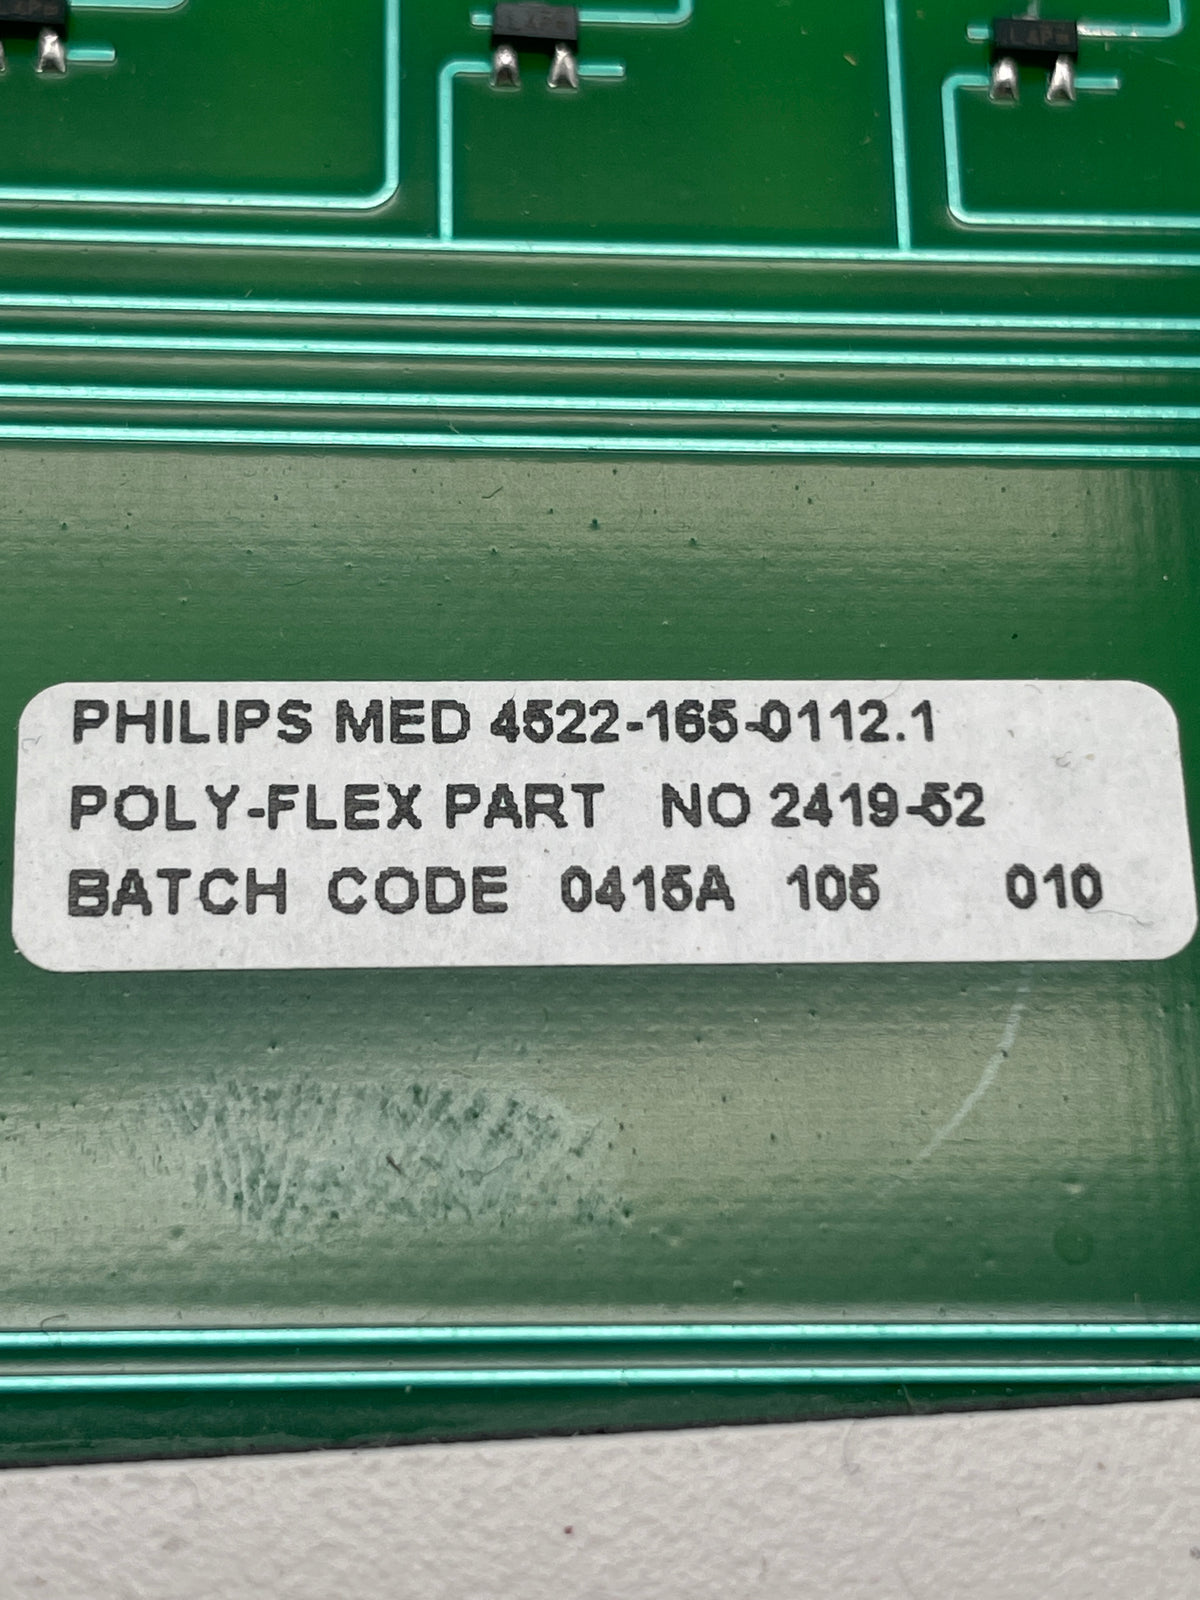 PHILIPS MED 4522-165-0112.1
POLY-FLEX PART NO 2419-52
BATCH CODE 0415A 105 010